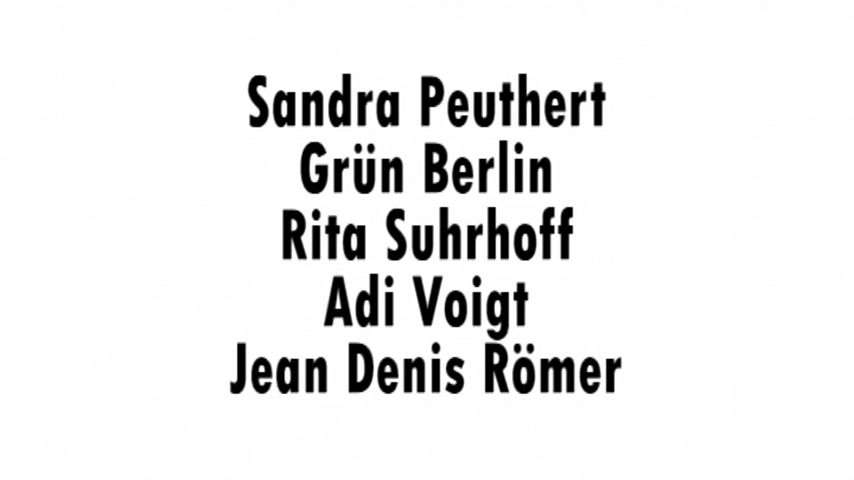 Sandra Peuthert
Grün Berlin
Rita Suhrhoff
Adi Voigt
Jean Denis Römer